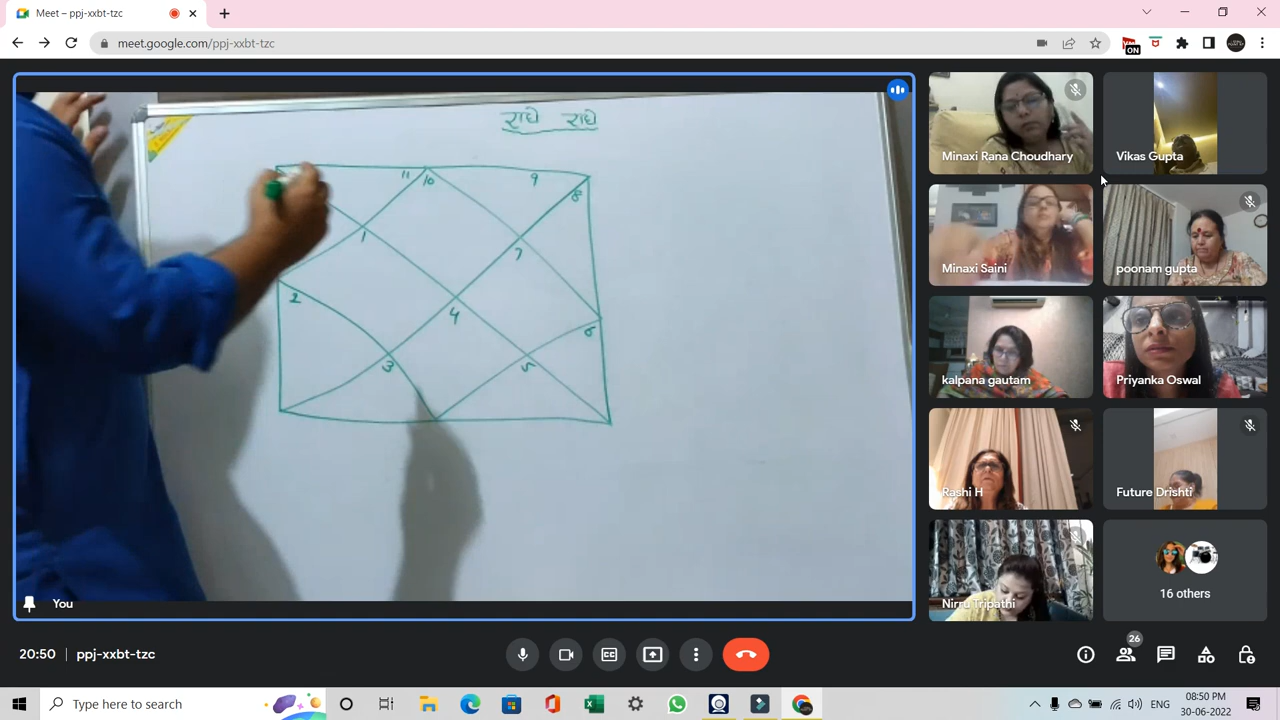 Meet – ppj-xxbt-tzc
meet.google.com/ppj-xxbt-tzc
ON
राधे राधे
11 10 9 8
1 7
2 4 6
3 5
You
Minaxi Rana Choudhary
Vikas Gupta
Minaxi Saini
poonam gupta
kalpana gautam
Priyanka Oswal
Rashi H
Future Drishti
Nirru Tripathi
16 others
20:50 | ppj-xxbt-tzc
CC
26
Type here to search
ENG
08:50 PM
30-06-2022